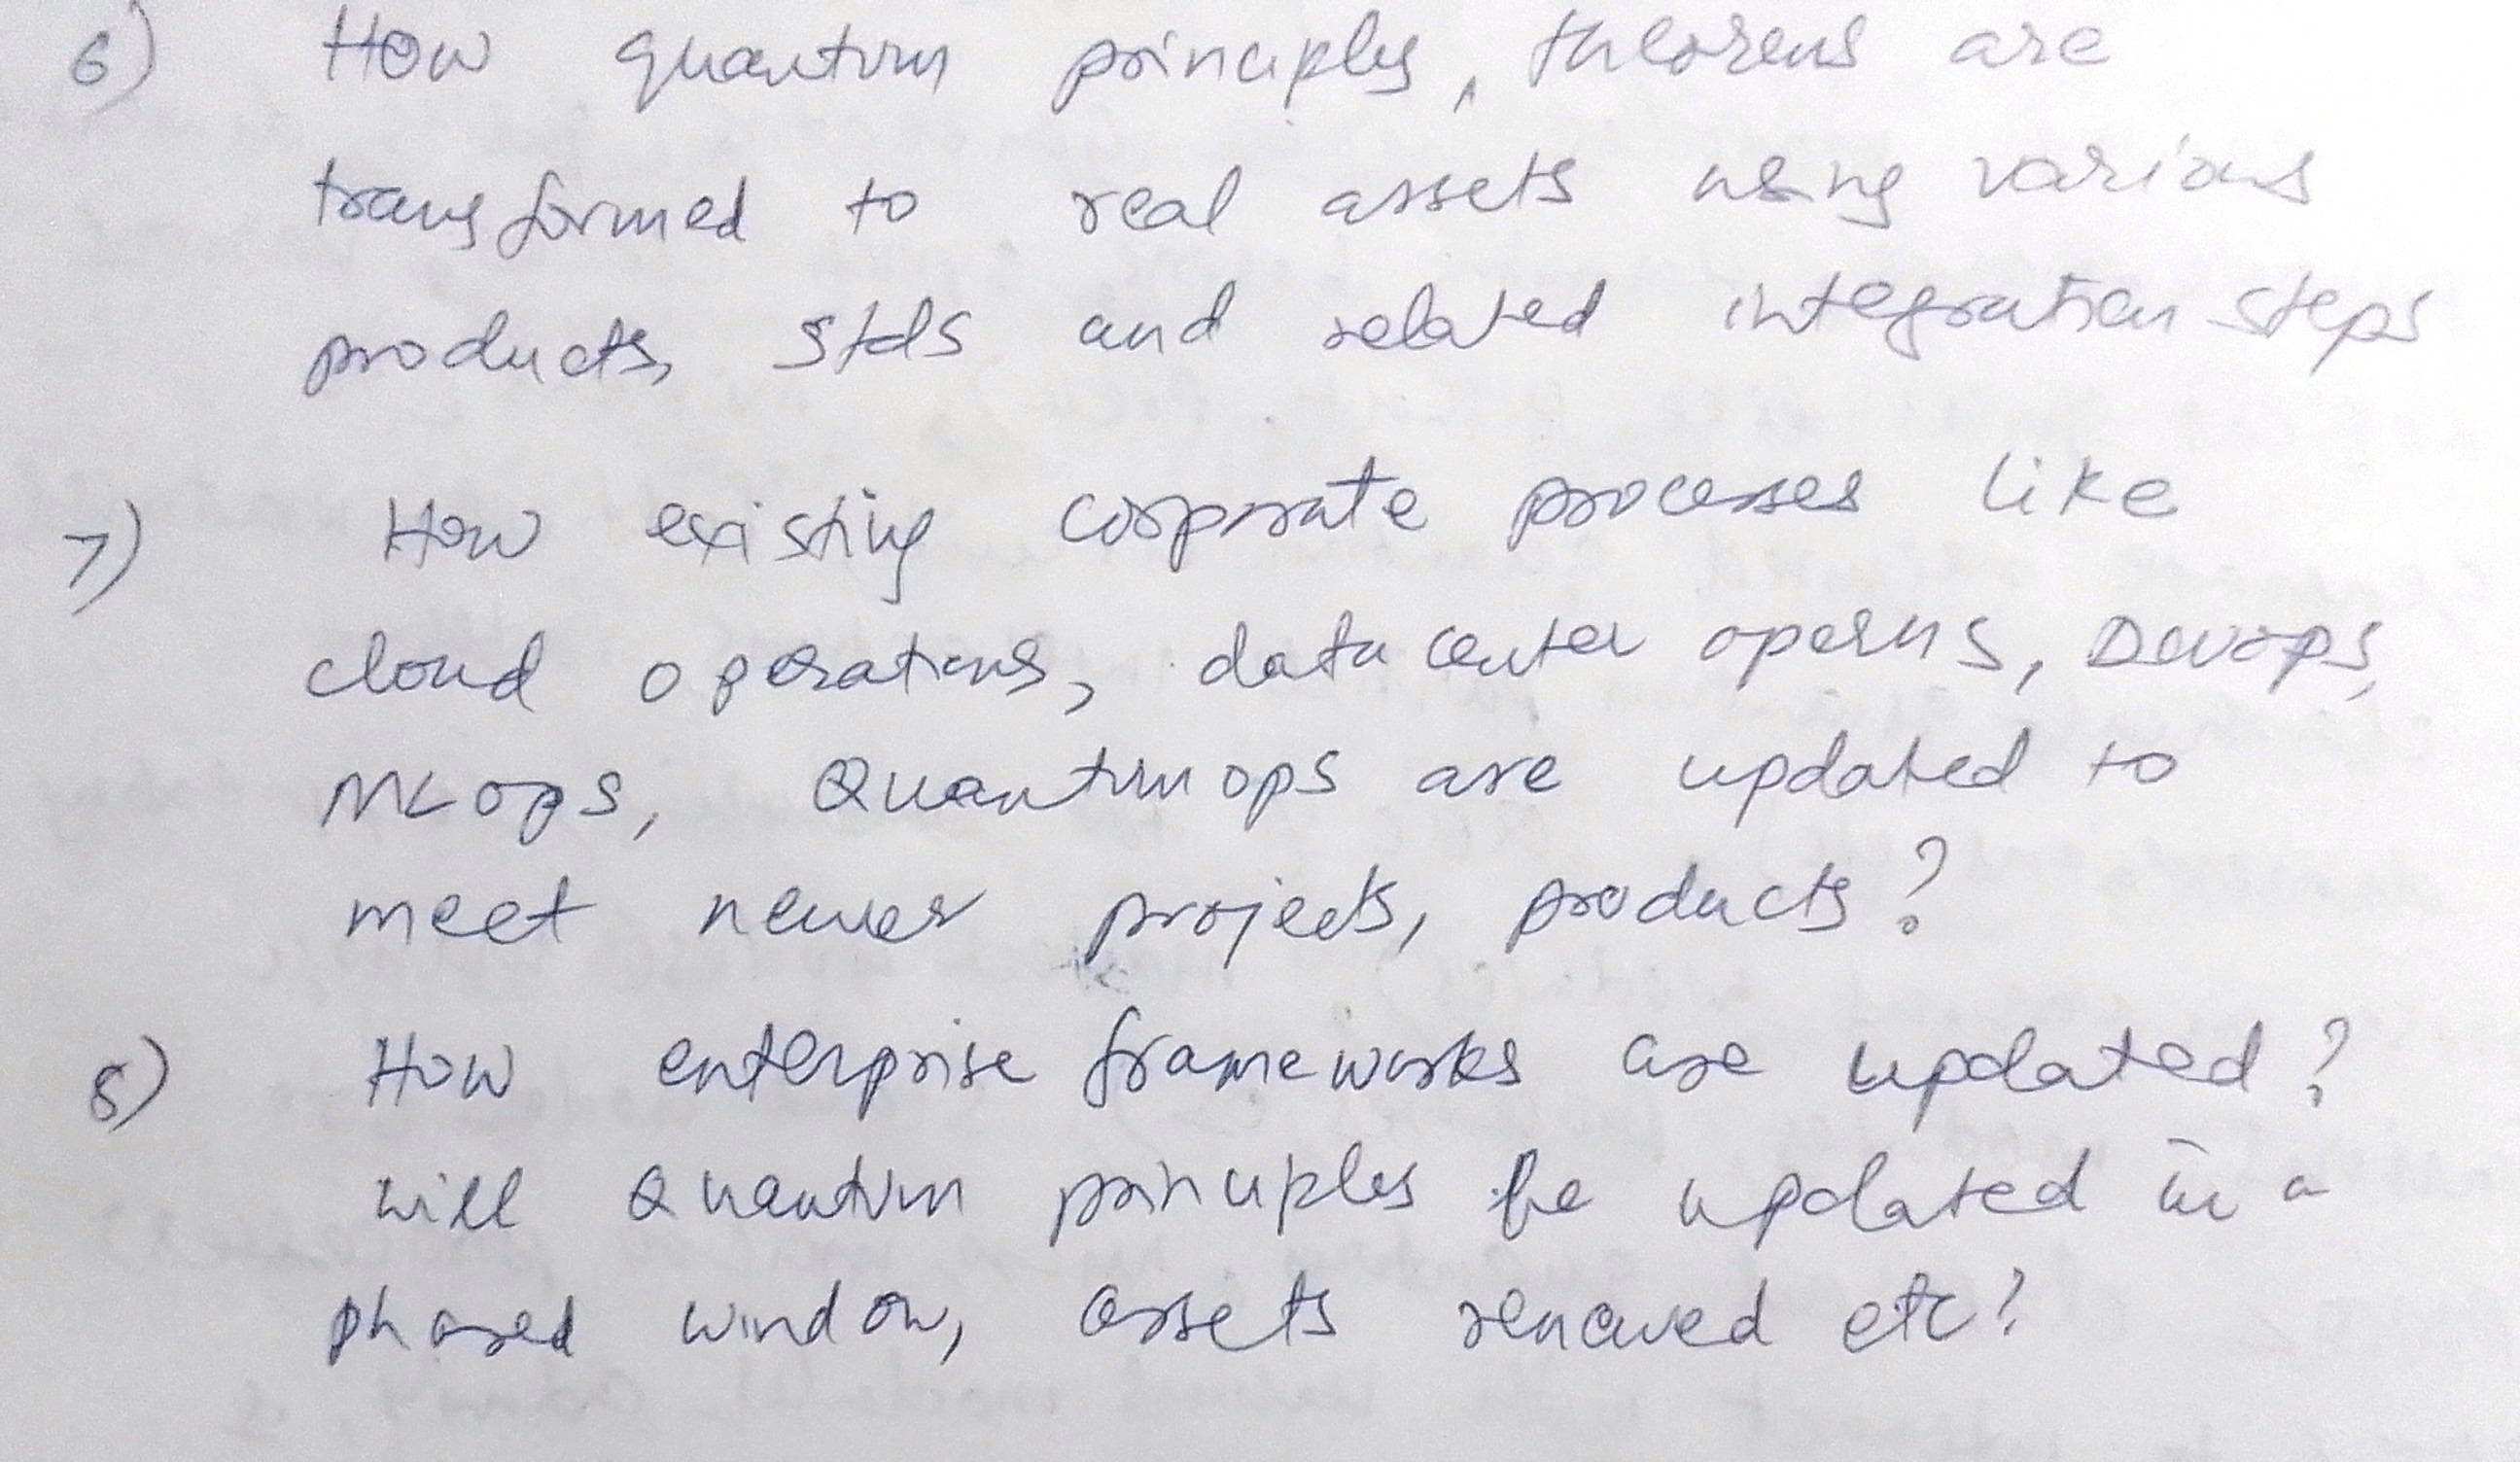 6) How quantum principles, theorems are
transformed to real assets using various
products, stds and related integration steps
7) How existing corporate processes like
cloud operations, data center operns, Devops,
MLops, Quantum ops are updated to
meet newer projects, products?
8) How enterprise frameworks are updated?
will Quantum principles be updated in a
phased window, assets renewed etc?